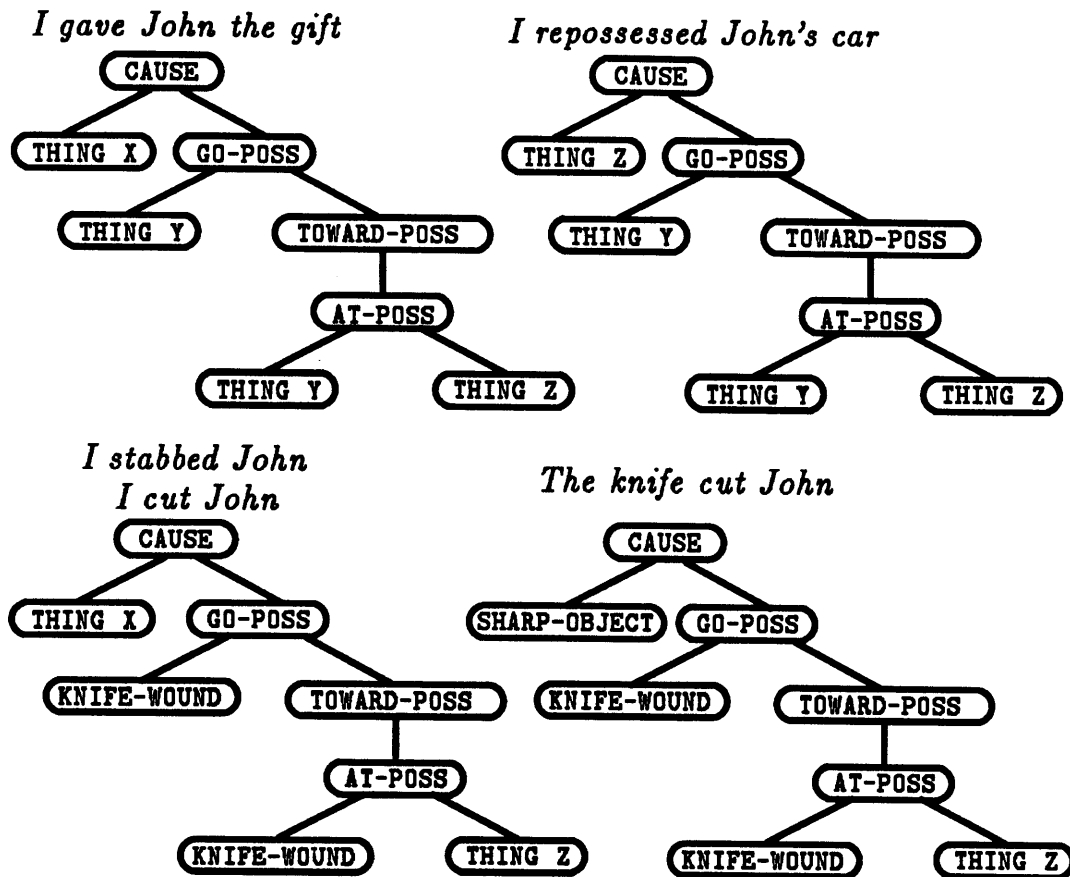 I gave John the gift
CAUSE
THING X GO-POSS
THING Y TOWARD-POSS
AT-POSS
THING Y THING Z
I repossessed John's car
CAUSE
THING Z GO-POSS
THING Y TOWARD-POSS
AT-POSS
THING Y THING Z
I stabbed John
I cut John
CAUSE
THING X GO-POSS
KNIFE-WOUND TOWARD-POSS
AT-POSS
KNIFE-WOUND THING Z
The knife cut John
CAUSE
SHARP-OBJECT GO-POSS
KNIFE-WOUND TOWARD-POSS
AT-POSS
KNIFE-WOUND THING Z